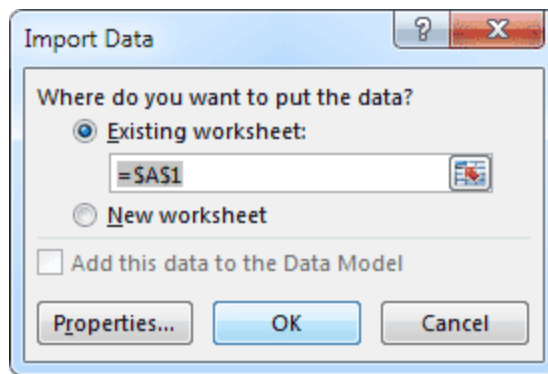 Import Data
?
Where do you want to put the data?
Existing worksheet:
=$A$1
New worksheet
Add this data to the Data Model
Properties...
OK
Cancel